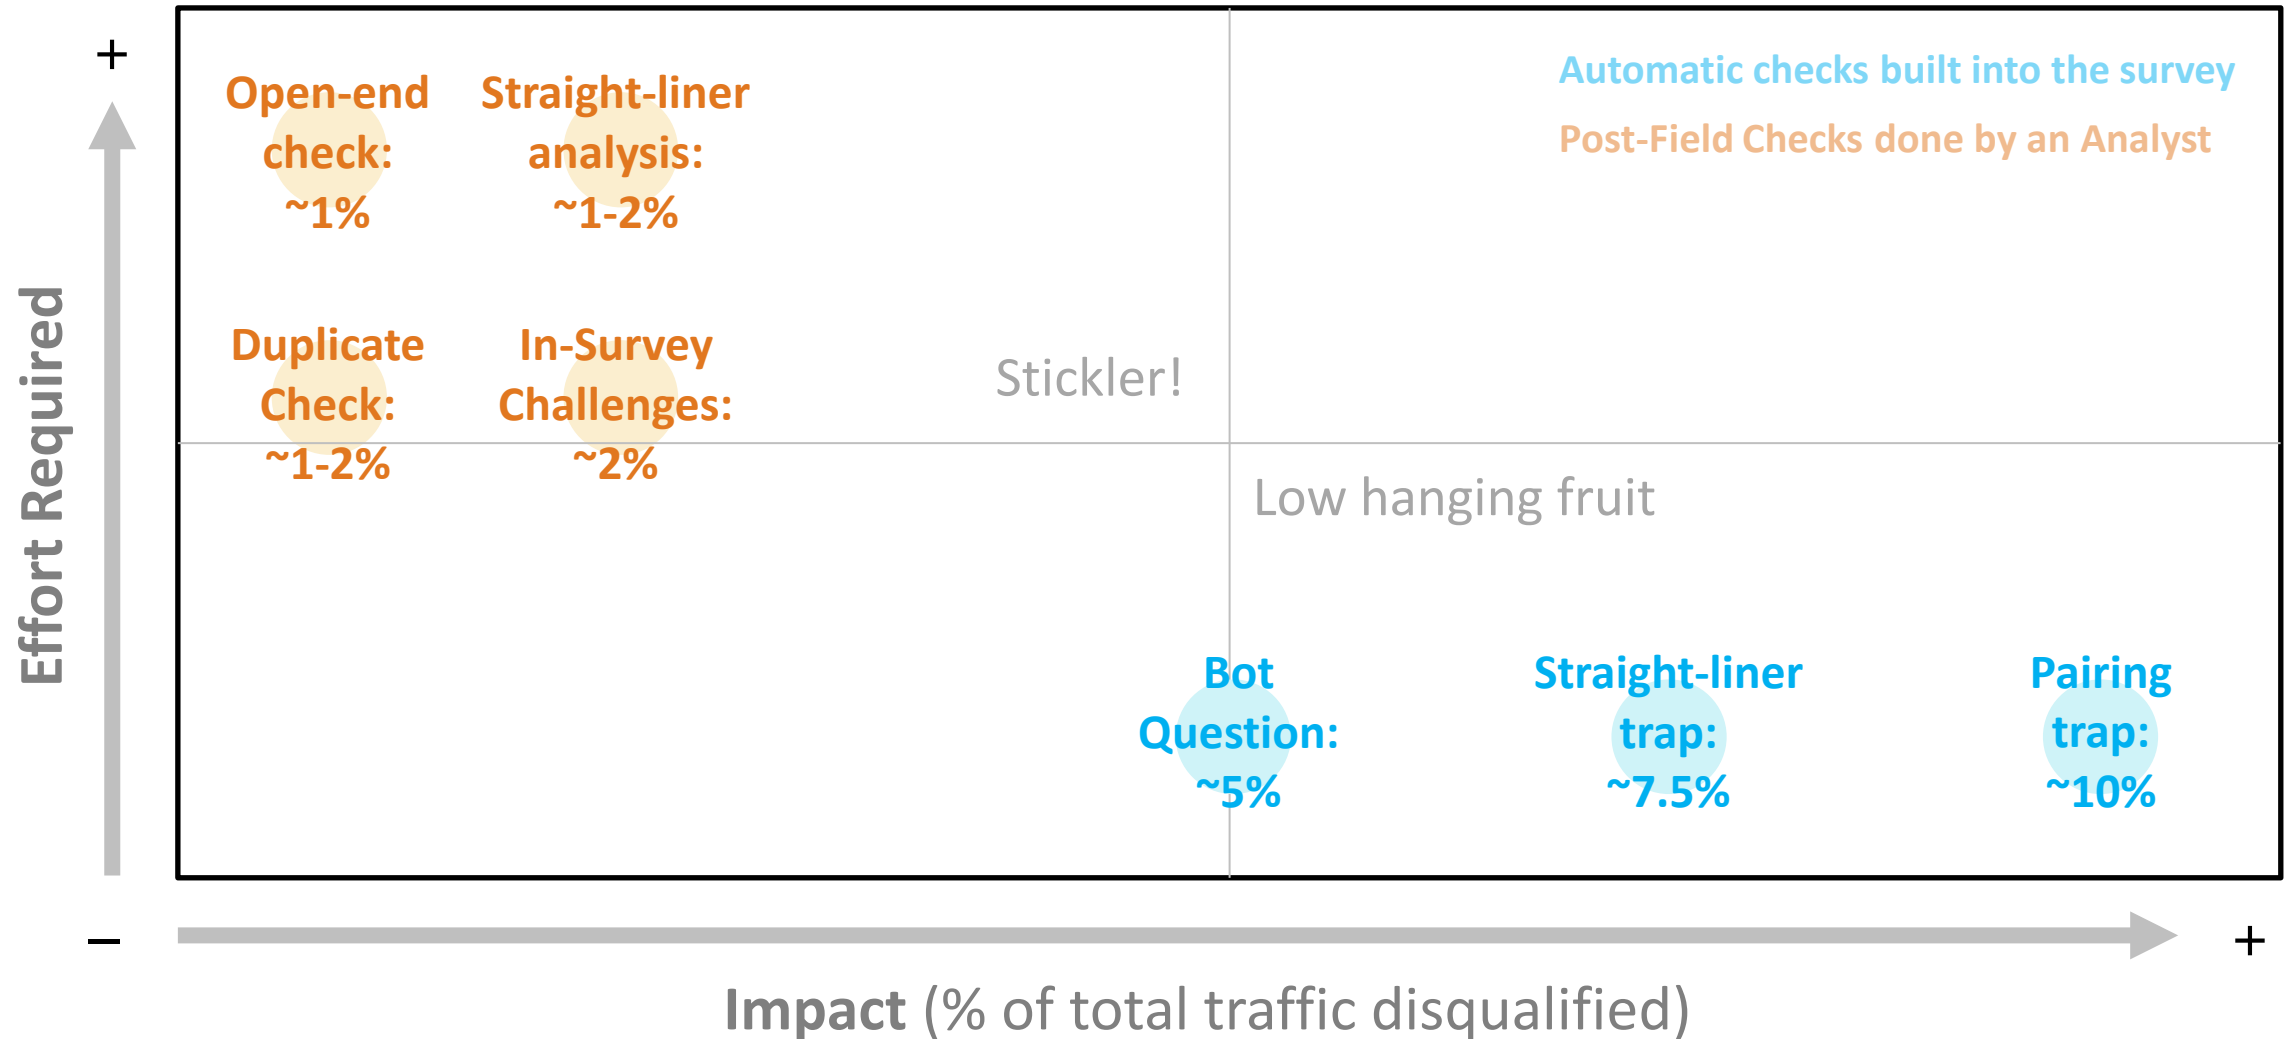 +
Open-end
check:
~1%
Straight-liner
analysis:
~1-2%
Automatic checks built into the survey
Post-Field Checks done by an Analyst
Duplicate
Check:
~1-2%
In-Survey
Challenges:
~2%
Stickler!
Low hanging fruit
Effort Required
Bot
Question:
~5%
Straight-liner
trap:
~7.5%
Pairing
trap:
~10%
–
+
Impact (% of total traffic disqualified)